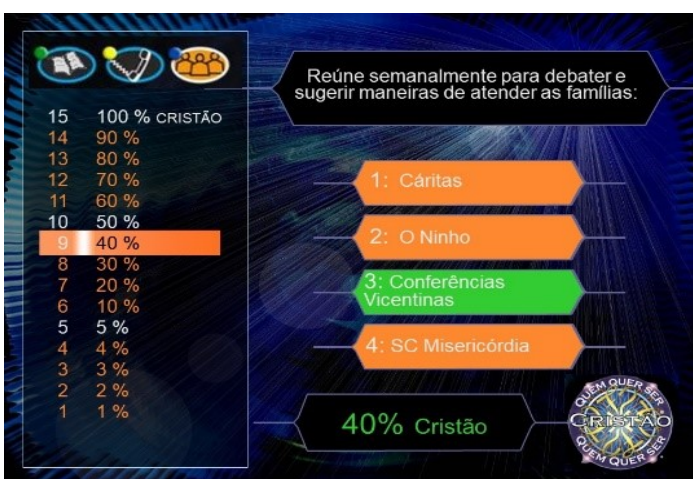 Reúne semanalmente para debater e
sugerir maneiras de atender as famílias:
15 100 % CRISTÃO
14 90 %
13 80 %
12 70 %
11 60 %
10 50 %
9 40 %
8 30 %
7 20 %
6 10 %
5 5 %
4 4 %
3 3 %
2 2 %
1 1 %
1: Cáritas
2: O Ninho
3: Conferências
Vicentinas
4: SC Misericórdia
40% Cristão
QUEM QUER SER
CRISTÃO
QUEM QUER SER